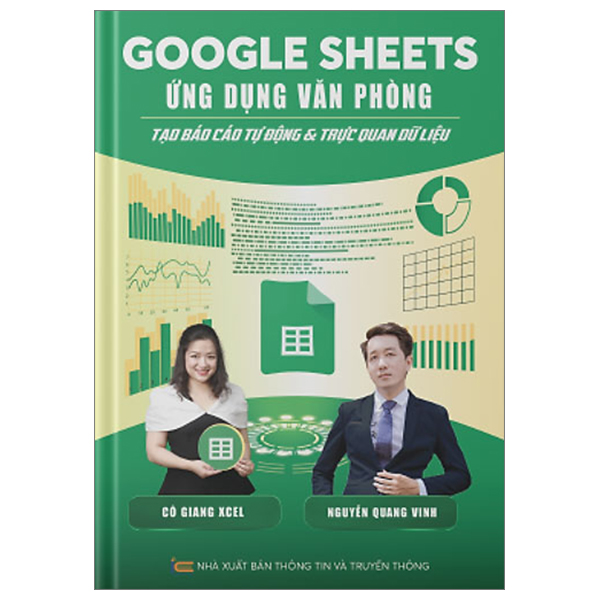 GOOGLE SHEETS
ỨNG DỤNG VĂN PHÒNG
TẠO BÁO CÁO TỰ ĐỘNG & TRỰC QUAN DỮ LIỆU
CÔ GIANG XCEL
NGUYỄN QUANG VINH
NHÀ XUẤT BẢN THÔNG TIN VÀ TRUYỀN THÔNG